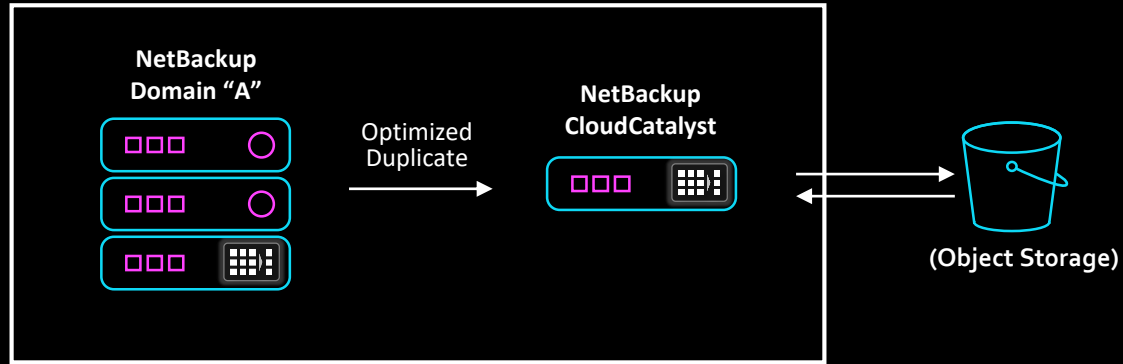 NetBackup
Domain “A”
Optimized
Duplicate
NetBackup
CloudCatalyst
(Object Storage)